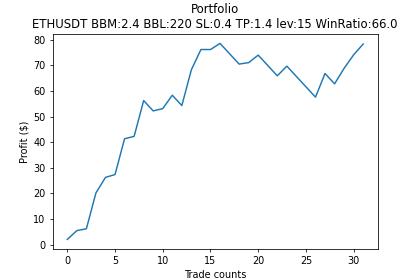 Portfolio
ETHUSDT BBM:2.4 BBL:220 SL:0.4 TP:1.4 lev:15 WinRatio:66.0
80
70
60
50
40
30
20
10
0
Profit ($)
0 5 10 15 20 25 30
Trade counts